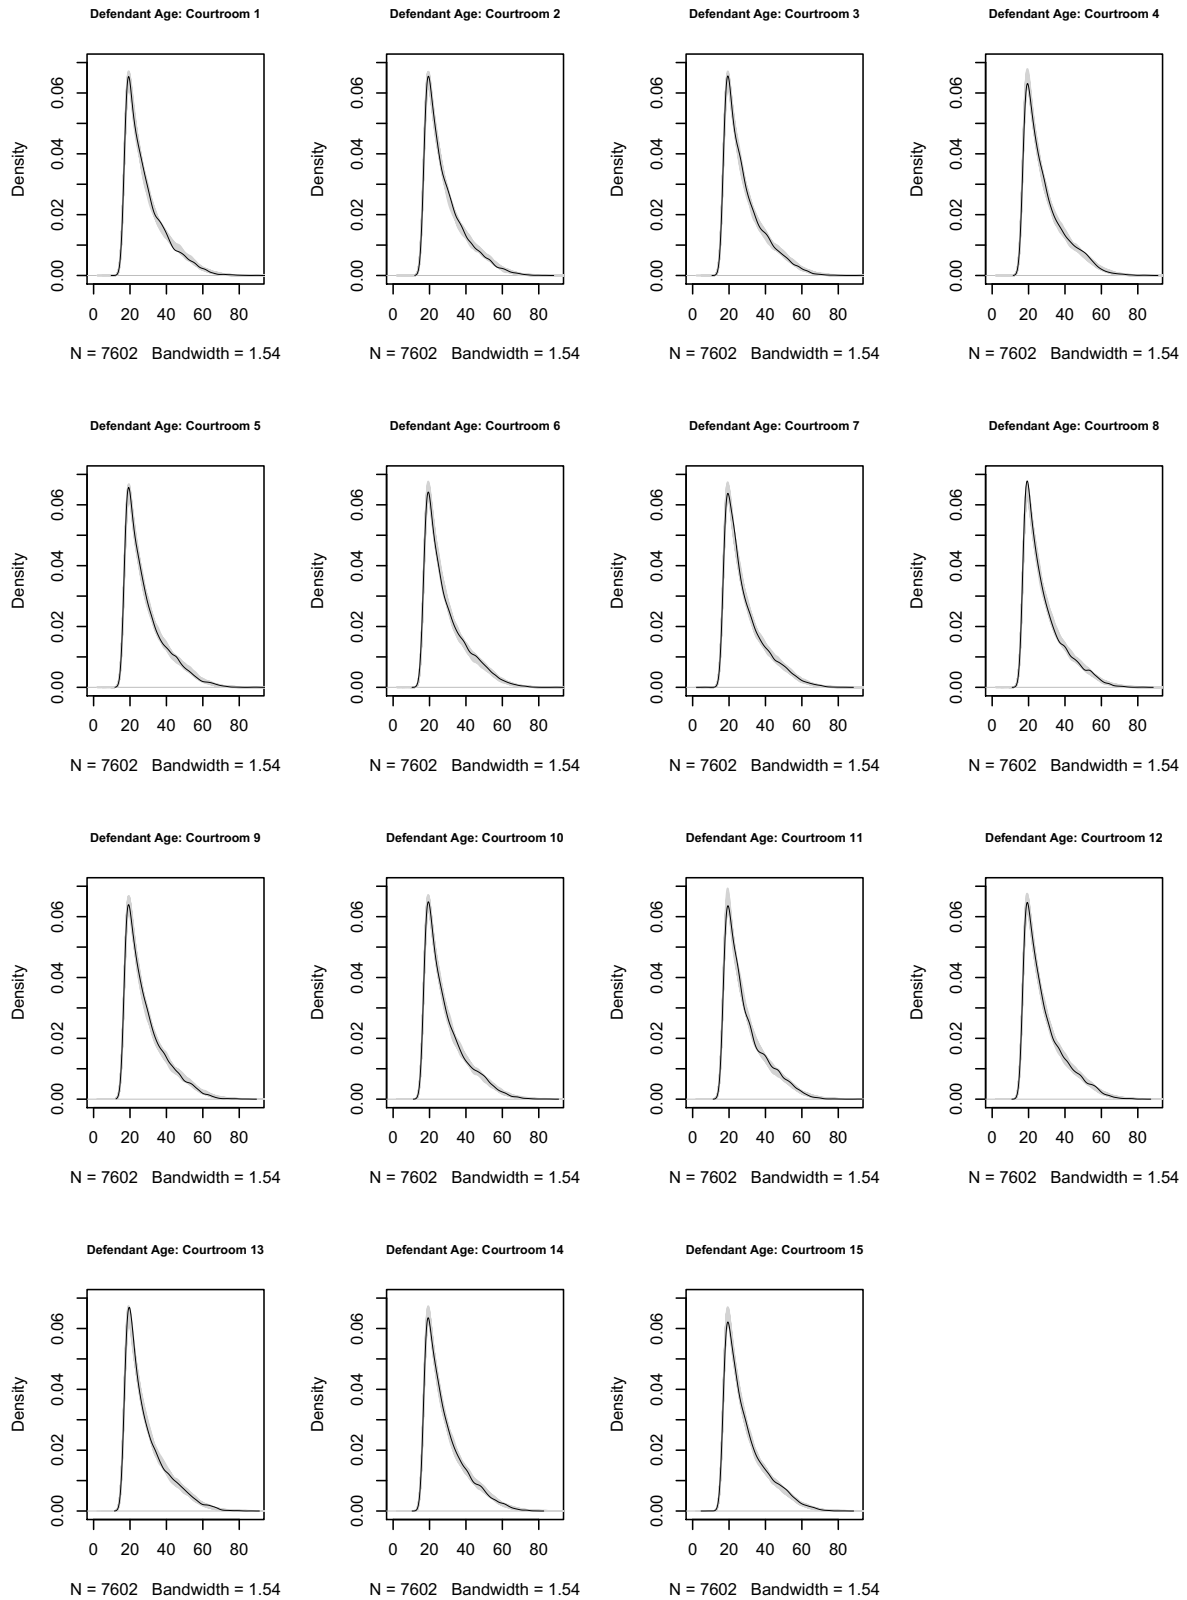 Defendant Age: Courtroom 1
Density
0.00 0.02 0.04 0.06
0 20 40 60 80
N = 7602 Bandwidth = 1.54
Defendant Age: Courtroom 2
Density
0.00 0.02 0.04 0.06
0 20 40 60 80
N = 7602 Bandwidth = 1.54
Defendant Age: Courtroom 3
Density
0.00 0.02 0.04 0.06
0 20 40 60 80
N = 7602 Bandwidth = 1.54
Defendant Age: Courtroom 4
Density
0.00 0.02 0.04 0.06
0 20 40 60 80
N = 7602 Bandwidth = 1.54
Defendant Age: Courtroom 5
Density
0.00 0.02 0.04 0.06
0 20 40 60 80
N = 7602 Bandwidth = 1.54
Defendant Age: Courtroom 6
Density
0.00 0.02 0.04 0.06
0 20 40 60 80
N = 7602 Bandwidth = 1.54
Defendant Age: Courtroom 7
Density
0.00 0.02 0.04 0.06
0 20 40 60 80
N = 7602 Bandwidth = 1.54
Defendant Age: Courtroom 8
Density
0.00 0.02 0.04 0.06
0 20 40 60 80
N = 7602 Bandwidth = 1.54
Defendant Age: Courtroom 9
Density
0.00 0.02 0.04 0.06
0 20 40 60 80
N = 7602 Bandwidth = 1.54
Defendant Age: Courtroom 10
Density
0.00 0.02 0.04 0.06
0 20 40 60 80
N = 7602 Bandwidth = 1.54
Defendant Age: Courtroom 11
Density
0.00 0.02 0.04 0.06
0 20 40 60 80
N = 7602 Bandwidth = 1.54
Defendant Age: Courtroom 12
Density
0.00 0.02 0.04 0.06
0 20 40 60 80
N = 7602 Bandwidth = 1.54
Defendant Age: Courtroom 13
Density
0.00 0.02 0.04 0.06
0 20 40 60 80
N = 7602 Bandwidth = 1.54
Defendant Age: Courtroom 14
Density
0.00 0.02 0.04 0.06
0 20 40 60 80
N = 7602 Bandwidth = 1.54
Defendant Age: Courtroom 15
Density
0.00 0.02 0.04 0.06
0 20 40 60 80
N = 7602 Bandwidth = 1.54